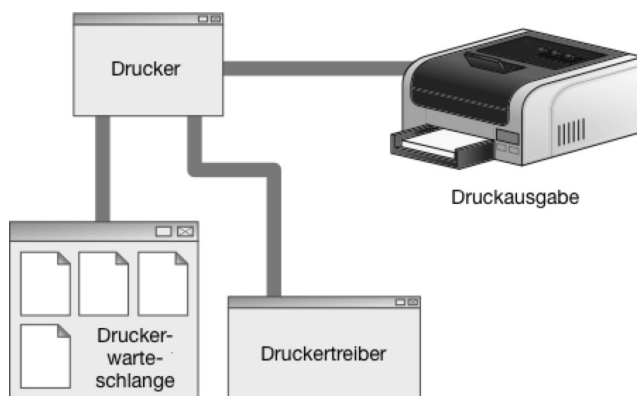 Drucker
Druckausgabe
Drucker-
warte-
schlange
Druckertreiber